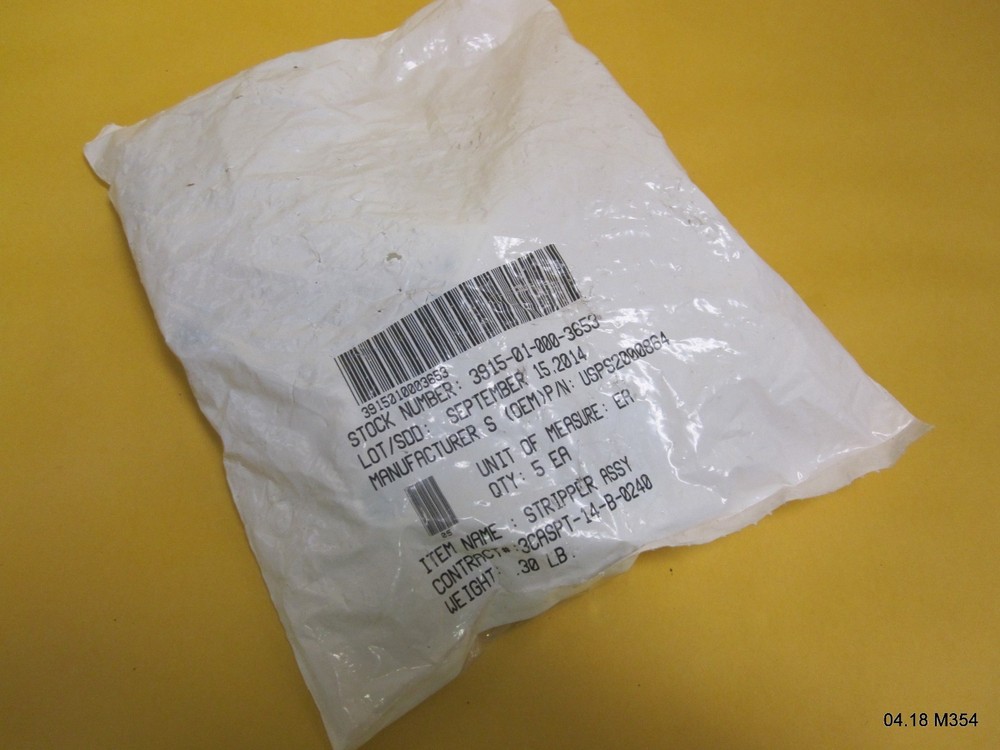 3915010003653
STOCK NUMBER: 3915-01-000-3653
LOT/SDD: SEPTEMBER 15.2014
MANUFACTURER S (OEM)P/N: USPS2000864
UNIT OF MEASURE: EA
QTY: 5 EA
ITEM NAME : STRIPPER ASSY
CONTRACT#:3CASPT-14-B-0240
WEIGHT: .30 LB.
04.18 M354